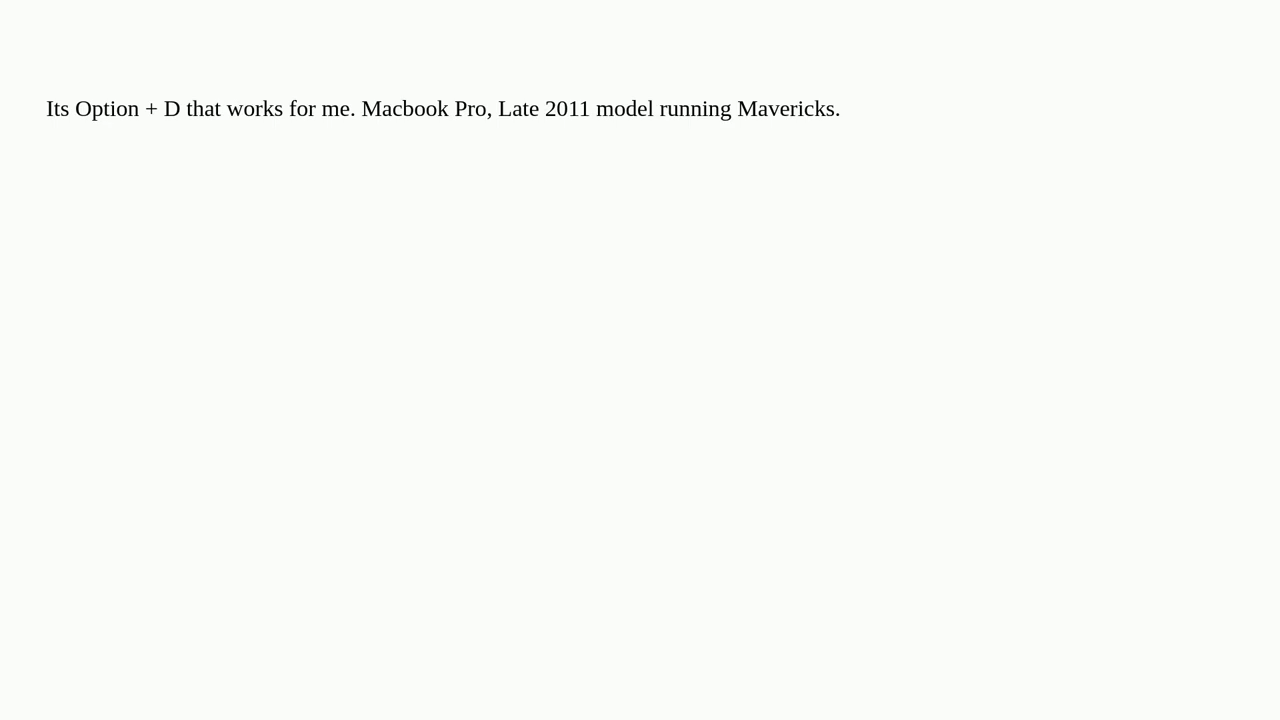 Its Option + D that works for me. Macbook Pro, Late 2011 model running Mavericks.